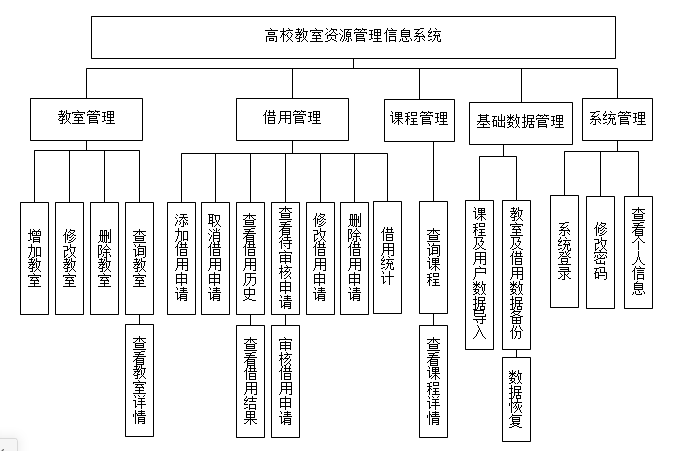 高校教室资源管理信息系统
教室管理
借用管理
课程管理
基础数据管理
系统管理
增加教室
修改教室
删除教室
查询教室
添加借用申请
取消借用申请
查看借用历史
查看待审核申请
修改借用申请
删除借用申请
借用统计
查询课程
课程及用户数据导入
教室及借用数据备份
系统登录
修改密码
查看个人信息
查看教室详情
查看借用结果
审核借用申请
查看课程详情
数据恢复